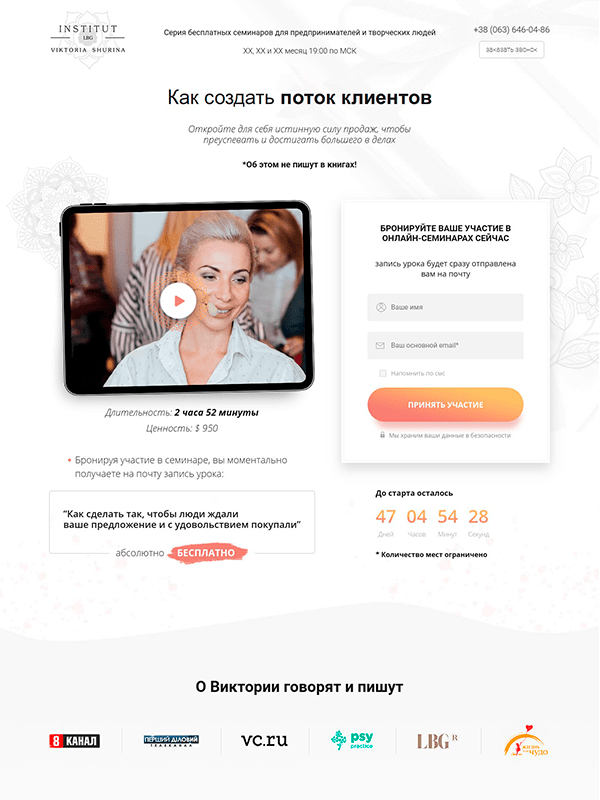 INSTITUT
LBG
VIKTORIA SHURINA
Серия бесплатных семинаров для предпринимателей и творческих людей
XX, XX и XX месяц 19:00 по МСК
+38 (063) 646-04-86
заказать звонок
Как создать поток клиентов
Откройте для себя истинную силу продаж, чтобы
преуспевать и достигать большего в делах
*Об этом не пишут в книгах!
Длительность: 2 часа 52 минуты
Ценность: $ 950
Бронируя участие в семинаре, вы моментально
получаете на почту запись урока:
“Как сделать так, чтобы люди ждали
ваше предложение и с удовольствием покупали”
абсолютно БЕСПЛАТНО
БРОНИРУЙТЕ ВАШЕ УЧАСТИЕ В
ОНЛАЙН-СЕМИНАРАХ СЕЙЧАС
запись урока будет сразу отправлена
вам на почту
Ваше имя
Ваш основной email*
Напомнить по смс
ПРИНЯТЬ УЧАСТИЕ
Мы храним ваши данные в безопасности
До старта осталось
47 04 54 28
Дней Часов Минут Секунд
* Количество мест ограничено
О Виктории говорят и пишут
8 КАНАЛ
ПЕРШИЙ ДІЛОВИЙ
ТЕЛЕКАНАЛ
vc.ru
psy
practice
LBG R
ЖИЗНЬ
ЧУДО